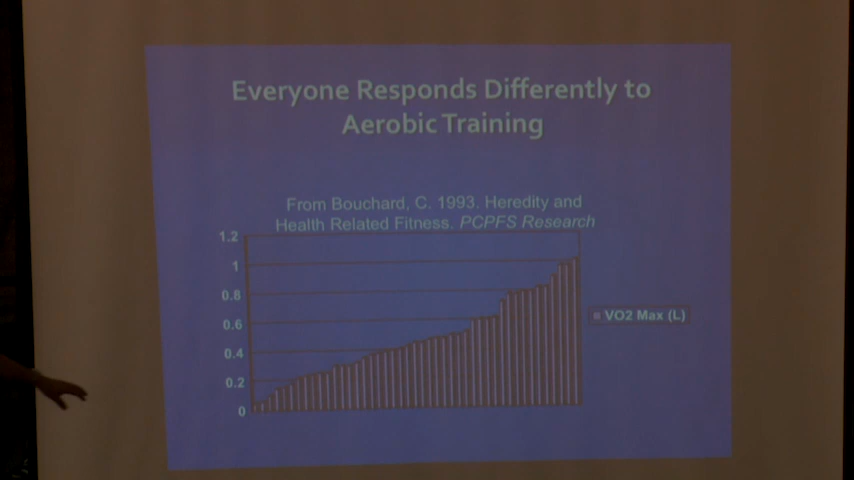 Everyone Responds Differently to
Aerobic Training
From Bouchard, C. 1993. Heredity and
Health Related Fitness. PCPFS Research
1.2
1
0.8
0.6
0.4
0.2
0
VO2 Max (L)